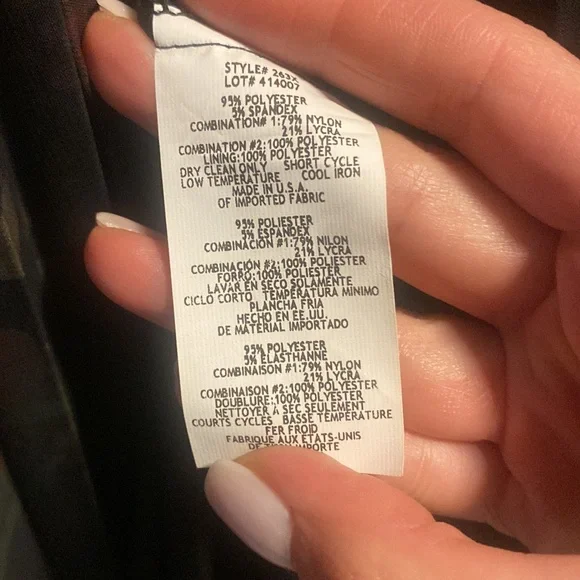 STYLE#
LOT# 414007
95% POLYESTER
5% SPANDEX
COMBINATION# 1:79% NYLON
21% LYCRA
COMBINATION #2:100% POLYESTER
LINING:100% POLYESTER
DRY CLEAN ONLY SHORT CYCLE
LOW TEMPERATURE COOL IRON
MADE IN U.S.A.
OF IMPORTED FABRIC
95% POLIESTER
5% ESPANDEX
COMBINACIÓN #1:79% NILON
21% LYCRA
COMBINACIÓN #2:100% POLIESTER
FORRO:100% POLIESTER
LAVAR EN SECO SOLAMENTE
CICLO CORTO TEMPERATURA MÍNIMO
PLANCHA FRIA
HECHO EN EE.UU.
DE MATERIAL IMPORTADO
95% POLYESTER
5% ELASTHANNE
COMBINAISON #1:79% NYLON
21% LYCRA
COMBINAISON #2:100% POLYESTER
DOUBLURE:100% POLYESTER
NETTOYER À SEC SEULEMENT
COURTS CYCLES BASSE TEMPERATURE
FER FROID
FABRIQUE AUX ÉTATS-UNIS